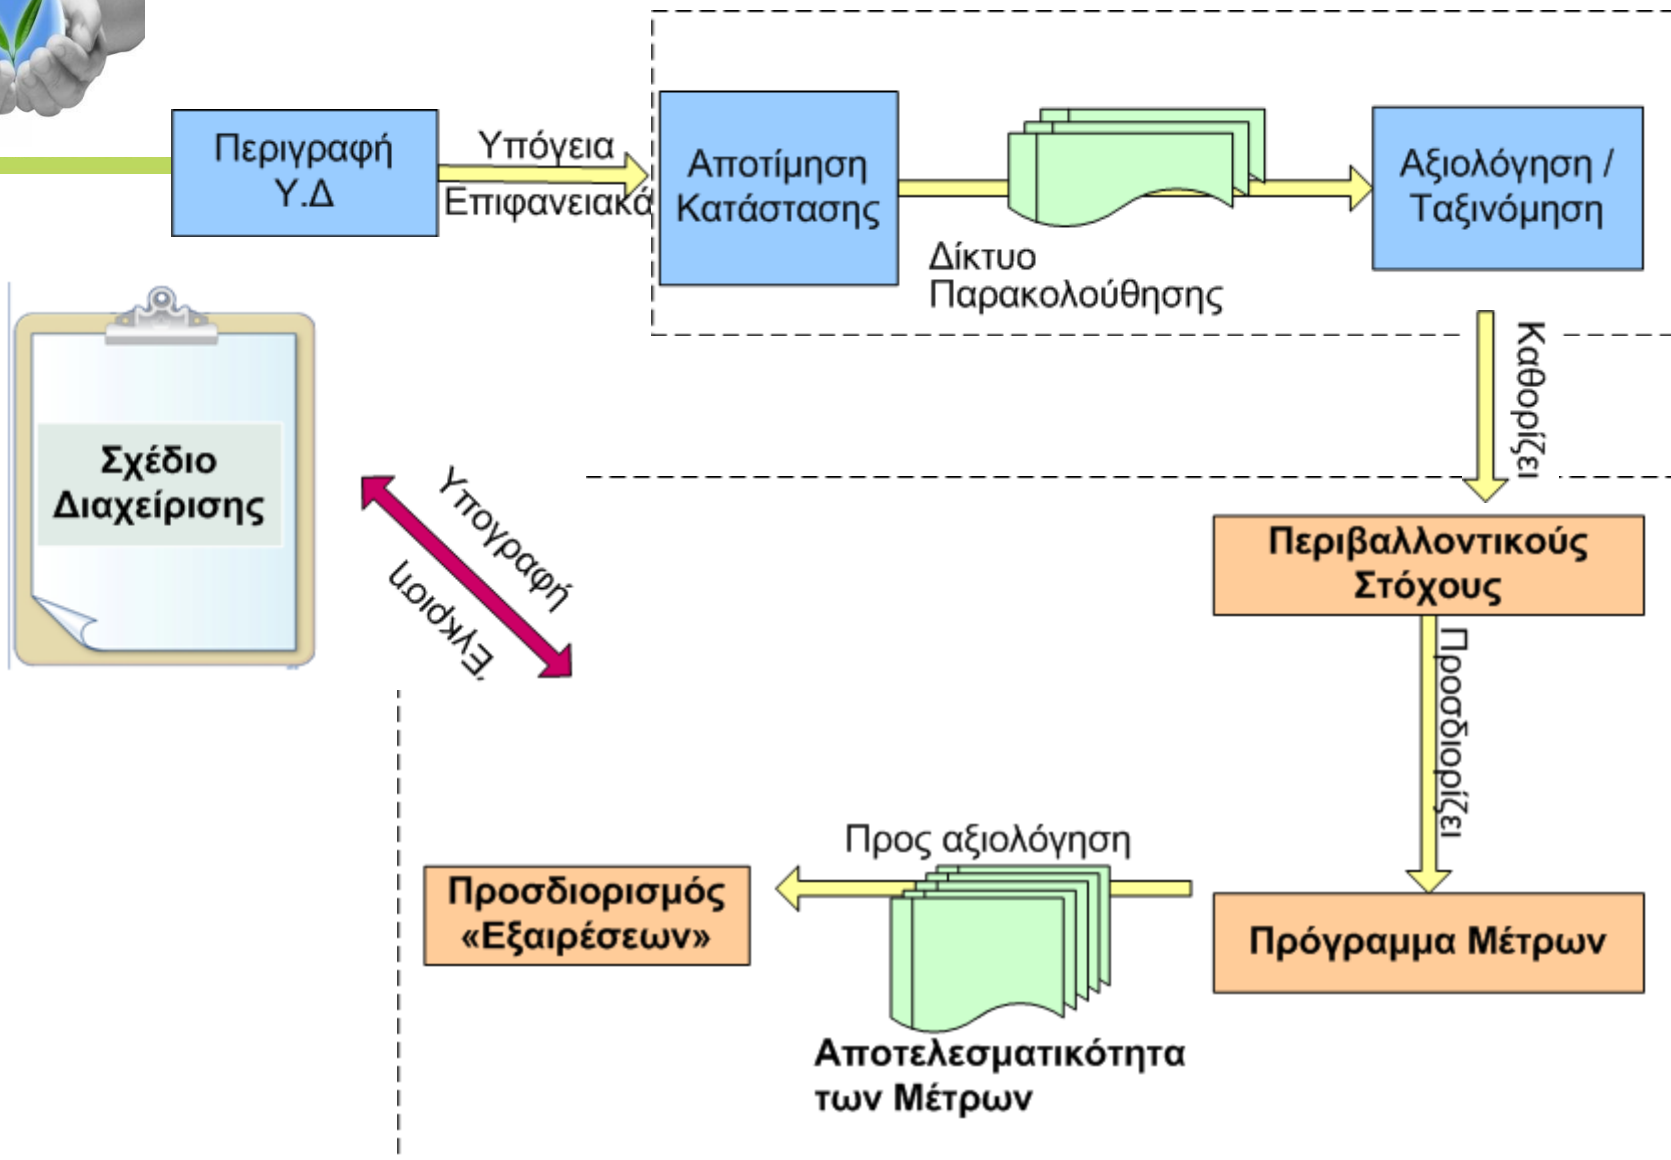 Περιγραφή
Υ.Δ
Υπόγεια
Επιφανειακά
Αποτίμηση
Κατάστασης
Δίκτυο
Παρακολούθησης
Αξιολόγηση /
Ταξινόμηση
Καθορίζει
Σχέδιο
Διαχείρισης
Υπογραφή
Έγκριση
Περιβαλλοντικούς
Στόχους
Προσδιορίζει
Πρόγραμμα Μέτρων
Προς αξιολόγηση
Αποτελεσματικότητα
των Μέτρων
Προσδιορισμός
«Εξαιρέσεων»